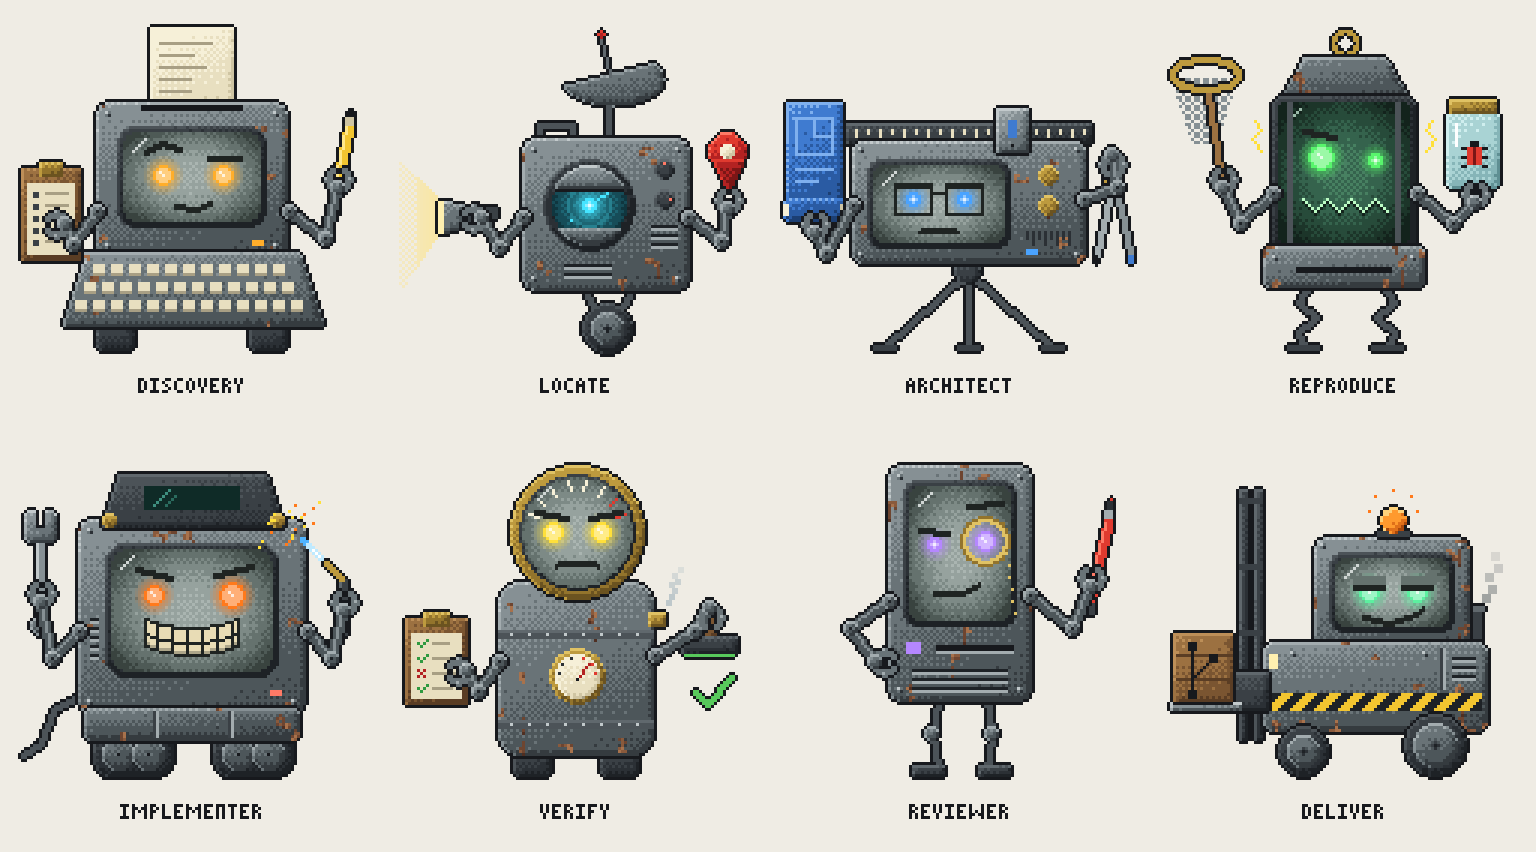 DISCOVERY
LOCATE
ARCHITECT
REPRODUCE
IMPLEMENTER
VERIFY
REVIEWER
DELIVER